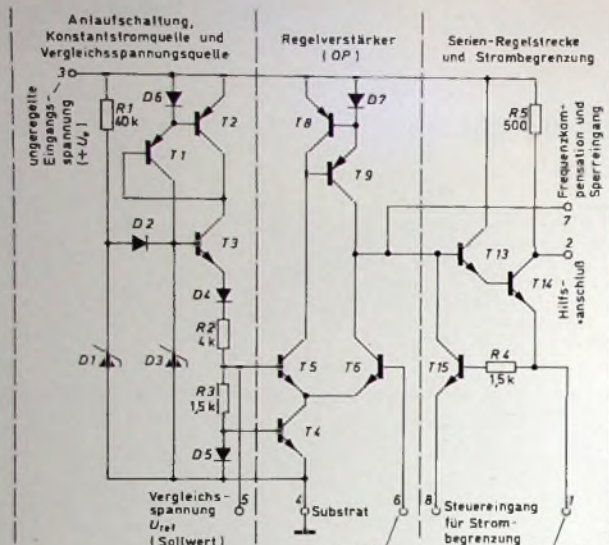 Anlaufschaltung,
Konstantstromquelle und
Vergleichsspannungsquelle
Regelverstärker
(OP)
Serien-Regelstrecke
und Strombegrenzung
3
ungeregelte
Eingangs-
spannung
(+Ue)
R1
40k
D6
T2
T1
D2
T3
D4
R2
4k
D1
D3
R3
1,5k
D5
T8
D7
T9
T5
T6
T4
R5
500
Frequenzkom-
pensation und
Sperreingang
7
T13
2
T14
Hilfs-
anschluß
T15
R4
1,5k
Vergleichs-
spannung
Uref
(Sollwert)
5
4
Substrat
6
8
Steuereingang
für Strom-
begrenzung
1